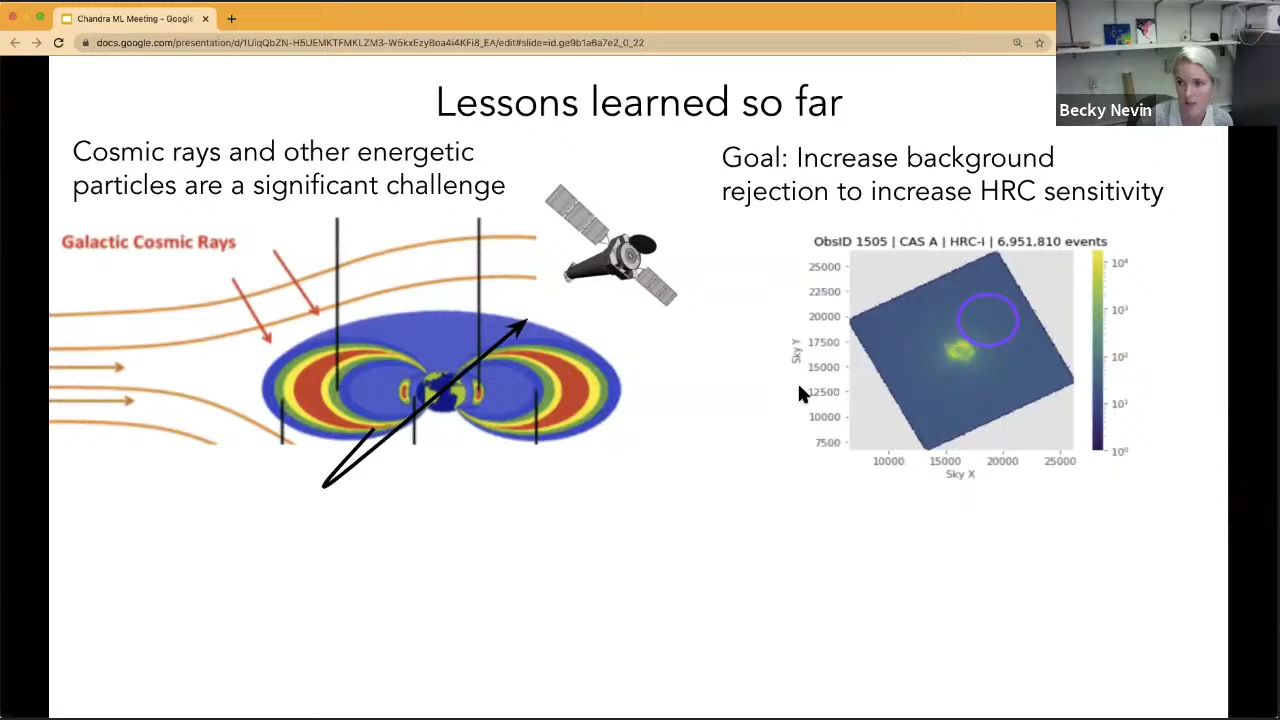 Chandra ML Meeting - Google
docs.google.com/presentation/d/1UiqQbZN-H5UEMKTFMKLZM3-W5kxEzyBoa4i4KFi8_EA/edit#slide=id.ge9b1a6a7e2_0_22
Becky Nevin
Lessons learned so far
Cosmic rays and other energetic
particles are a significant challenge
Galactic Cosmic Rays
Goal: Increase background
rejection to increase HRC sensitivity
ObsID 1505 | CAS A | HRC-I | 6,951,810 events
25000
22500
20000
17500
15000
12500
10000
7500
Sky Y
10000 15000 20000 25000
Sky X
10⁴
10³
10²
10¹
10⁰